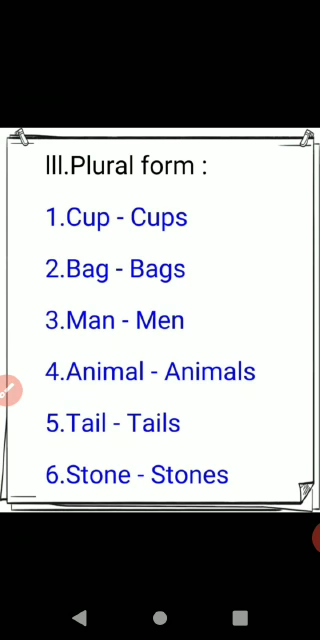 III.Plural form :
1.Cup - Cups
2.Bag - Bags
3.Man - Men
4.Animal - Animals
5.Tail - Tails
6.Stone - Stones